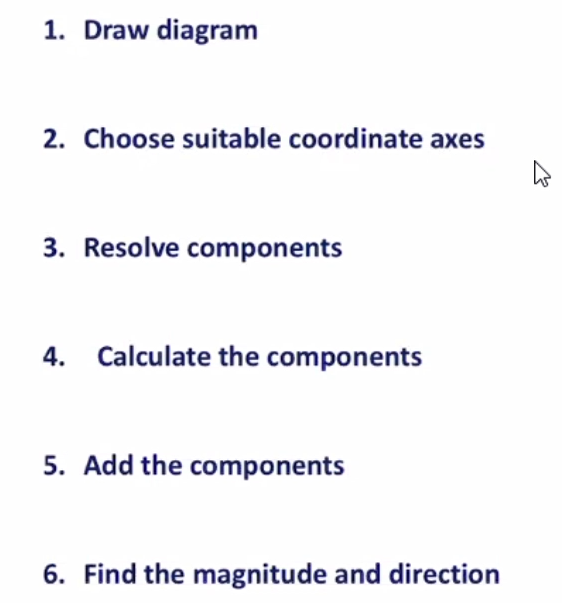 1. Draw diagram
2. Choose suitable coordinate axes
3. Resolve components
4. Calculate the components
5. Add the components
6. Find the magnitude and direction